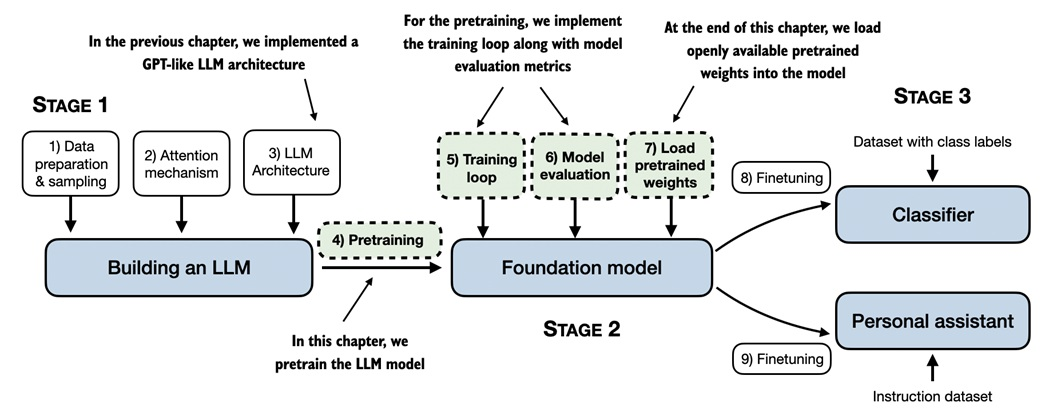 In the previous chapter, we implemented a
GPT-like LLM architecture
For the pretraining, we implement
the training loop along with model
evaluation metrics
At the end of this chapter, we load
openly available pretrained
weights into the model
STAGE 1
1) Data
preparation
& sampling
2) Attention
mechanism
3) LLM
Architecture
Building an LLM
4) Pretraining
In this chapter, we
pretrain the LLM model
5) Training
loop
6) Model
evaluation
7) Load
pretrained
weights
Foundation model
STAGE 2
STAGE 3
Dataset with class labels
8) Finetuning
Classifier
Personal assistant
9) Finetuning
Instruction dataset